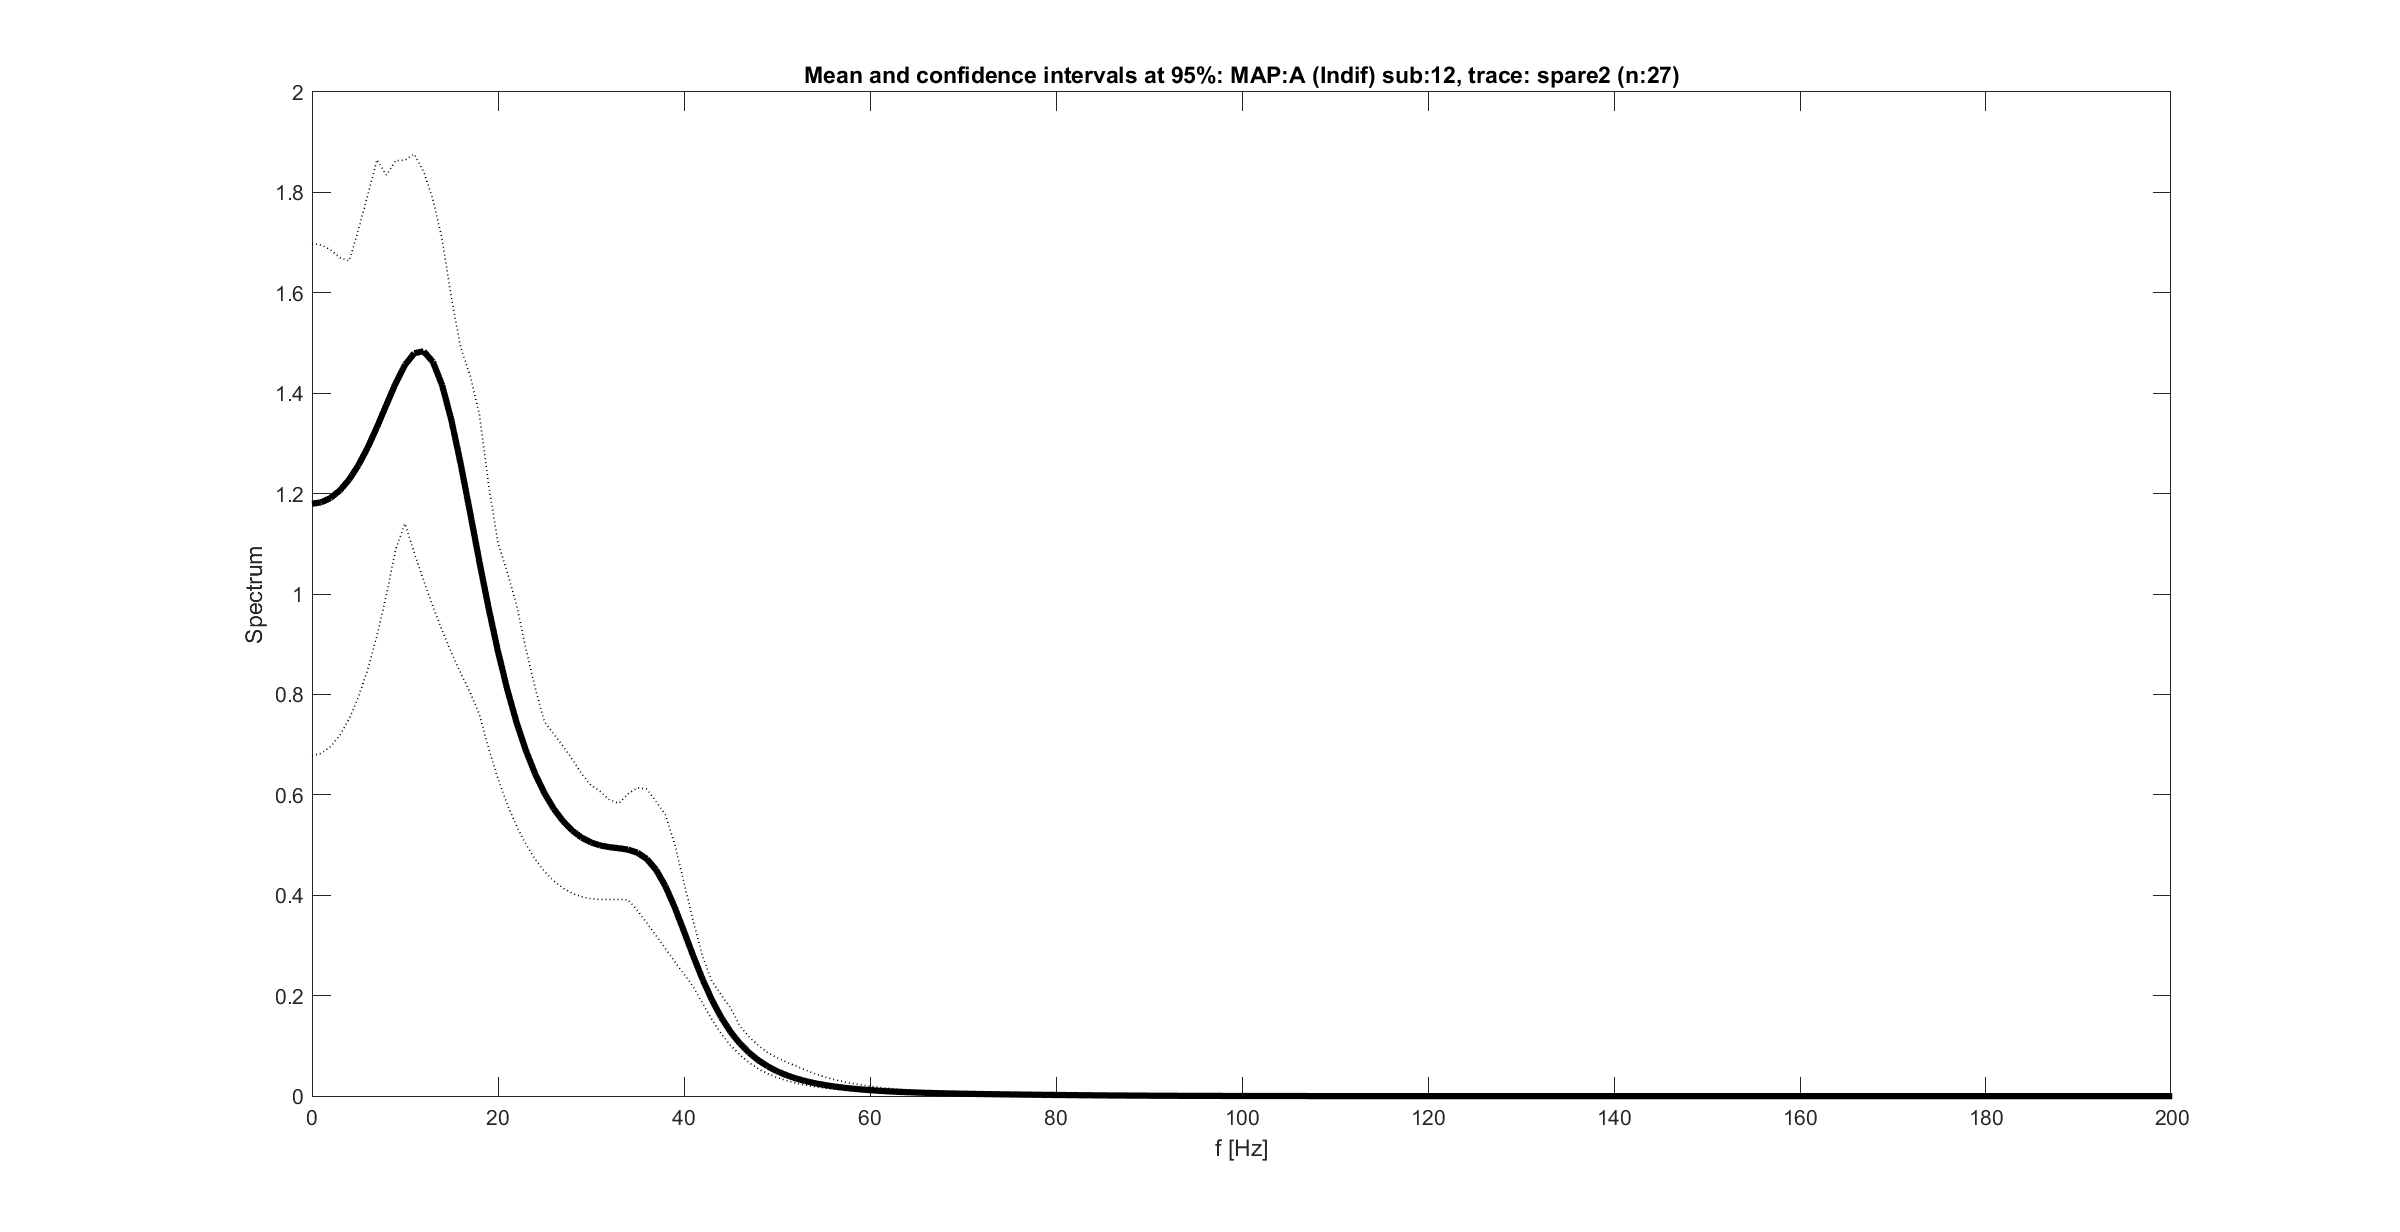 Mean and confidence intervals at 95%: MAP:A (Indif) sub:12, trace: spare2 (n:27)
2
1.8
1.6
1.4
1.2
1
0.8
0.6
0.4
0.2
0
Spectrum
0 20 40 60 80 100 120 140 160 180 200
f [Hz]